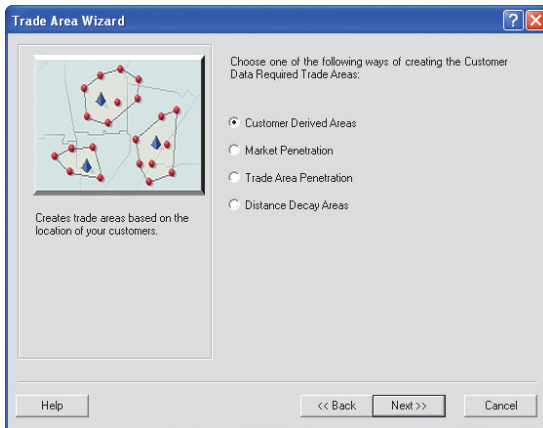 Trade Area Wizard
Choose one of the following ways of creating the Customer
Data Required Trade Areas:
Customer Derived Areas
Market Penetration
Trade Area Penetration
Distance Decay Areas
Creates trade areas based on the
location of your customers.
Help
<< Back
Next >>
Cancel